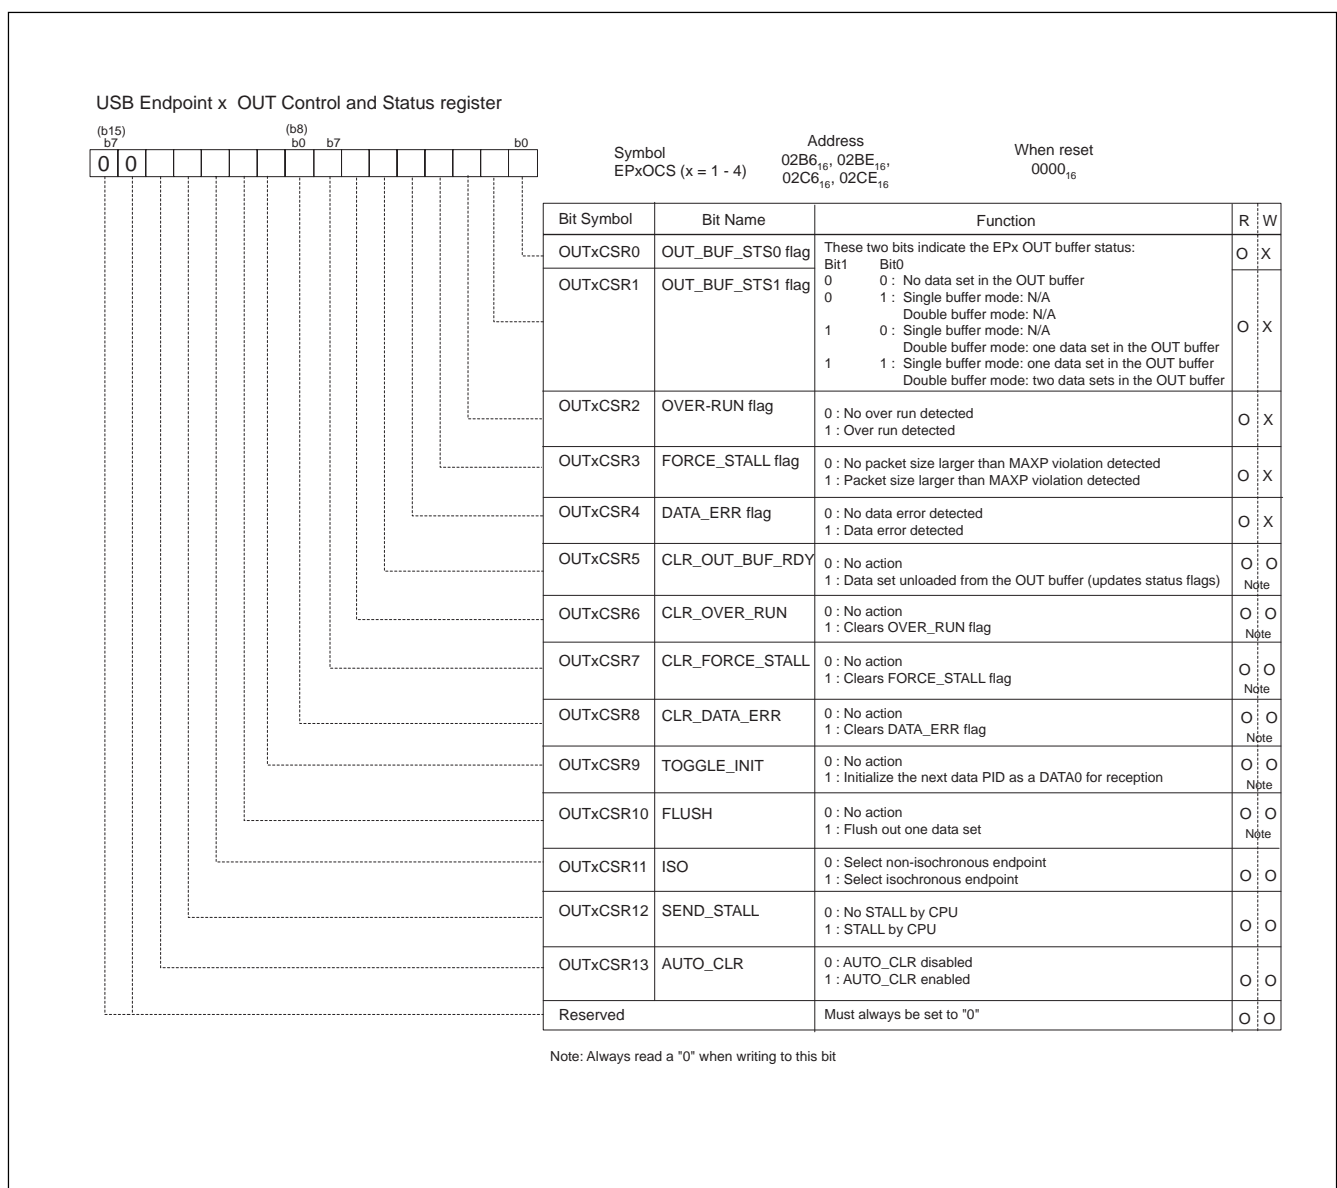 USB Endpoint x OUT Control and Status register
(b15) (b8)
b7 b0 b7 b0
0 0
Symbol Address When reset
EPxOCS (x = 1 - 4) 02B6₁₆, 02BE₁₆, 0000₁₆
02C6₁₆, 02CE₁₆
Bit Symbol Bit Name Function R W
OUTxCSR0 OUT_BUF_STS0 flag These two bits indicate the EPx OUT buffer status: O X
Bit1 Bit0
0 0 : No data set in the OUT buffer
OUTxCSR1 OUT_BUF_STS1 flag 0 1 : Single buffer mode: N/A
Double buffer mode: N/A
1 0 : Single buffer mode: N/A O X
Double buffer mode: one data set in the OUT buffer
1 1 : Single buffer mode: one data set in the OUT buffer
Double buffer mode: two data sets in the OUT buffer
OUTxCSR2 OVER-RUN flag 0 : No over run detected O X
1 : Over run detected
OUTxCSR3 FORCE_STALL flag 0 : No packet size larger than MAXP violation detected O X
1 : Packet size larger than MAXP violation detected
OUTxCSR4 DATA_ERR flag 0 : No data error detected O X
1 : Data error detected
OUTxCSR5 CLR_OUT_BUF_RDY 0 : No action O O
1 : Data set unloaded from the OUT buffer (updates status flags) Note
OUTxCSR6 CLR_OVER_RUN 0 : No action O O
1 : Clears OVER_RUN flag Note
OUTxCSR7 CLR_FORCE_STALL 0 : No action O O
1 : Clears FORCE_STALL flag Note
OUTxCSR8 CLR_DATA_ERR 0 : No action O O
1 : Clears DATA_ERR flag Note
OUTxCSR9 TOGGLE_INIT 0 : No action O O
1 : Initialize the next data PID as a DATA0 for reception Note
OUTxCSR10 FLUSH 0 : No action O O
1 : Flush out one data set Note
OUTxCSR11 ISO 0 : Select non-isochronous endpoint O O
1 : Select isochronous endpoint
OUTxCSR12 SEND_STALL 0 : No STALL by CPU O O
1 : STALL by CPU
OUTxCSR13 AUTO_CLR 0 : AUTO_CLR disabled O O
1 : AUTO_CLR enabled
Reserved Must always be set to "0" O O
Note: Always read a "0" when writing to this bit